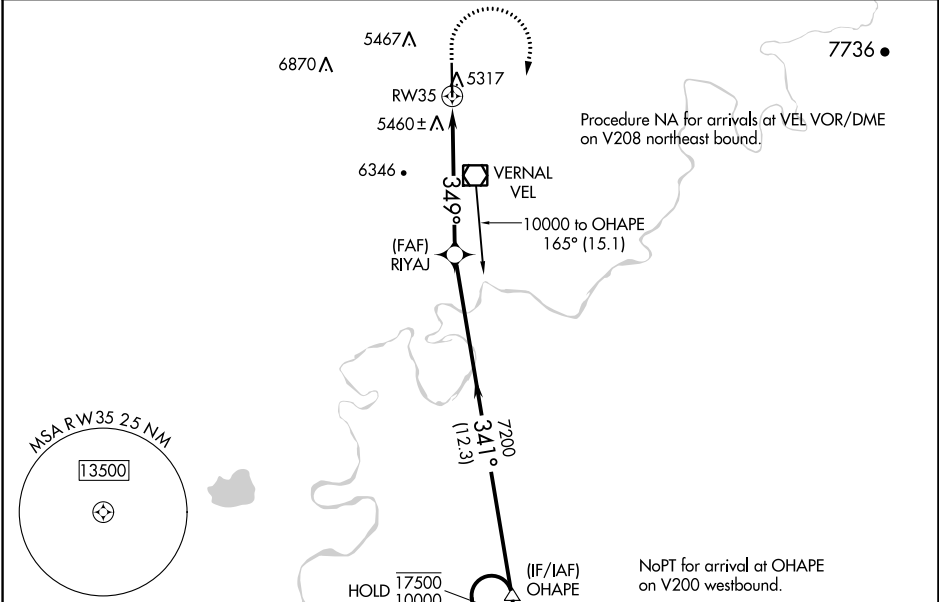 5467
6870
7736
5317
RW35
Procedure NA for arrivals at VEL VOR/DME
on V208 northeast bound.
5460 ±
6346
VERNAL
VEL
349°
10000 to OHAPE
165° (15.1)
(FAF)
RIYAJ
7200
341°
(12.3)
MSA RW35 25 NM
13500
(IF/IAF)
OHAPE
NoPT for arrival at OHAPE
on V200 westbound.
HOLD 17500
10000